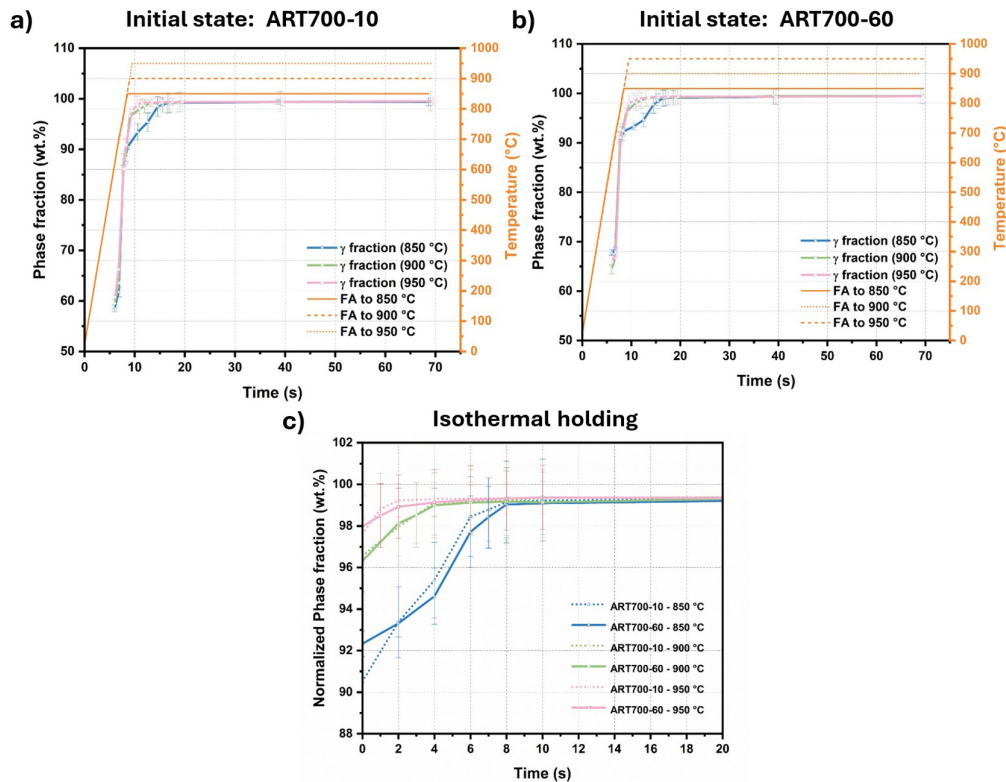 a)
Initial state: ART700-10
110
100
90
80
70
60
50
Phase fraction (wt.%)
0 10 20 30 40 50 60 70
Time (s)
1000
900
800
700
600
500
400
300
200
100
0
Temperature (°C)
γ fraction (850 °C)
γ fraction (900 °C)
γ fraction (950 °C)
FA to 850 °C
FA to 900 °C
FA to 950 °C
b)
Initial state: ART700-60
110
100
90
80
70
60
50
Phase fraction (wt.%)
0 10 20 30 40 50 60 70
Time (s)
1000
900
800
700
600
500
400
300
200
100
0
Temperature (°C)
γ fraction (850 °C)
γ fraction (900 °C)
γ fraction (950 °C)
FA to 850 °C
FA to 900 °C
FA to 950 °C
c)
Isothermal holding
102
100
98
96
94
92
90
88
Normalized Phase fraction (wt.%)
0 2 4 6 8 10 12 14 16 18 20
Time (s)
ART700-10 - 850 °C
ART700-60 - 850 °C
ART700-10 - 900 °C
ART700-60 - 900 °C
ART700-10 - 950 °C
ART700-60 - 950 °C